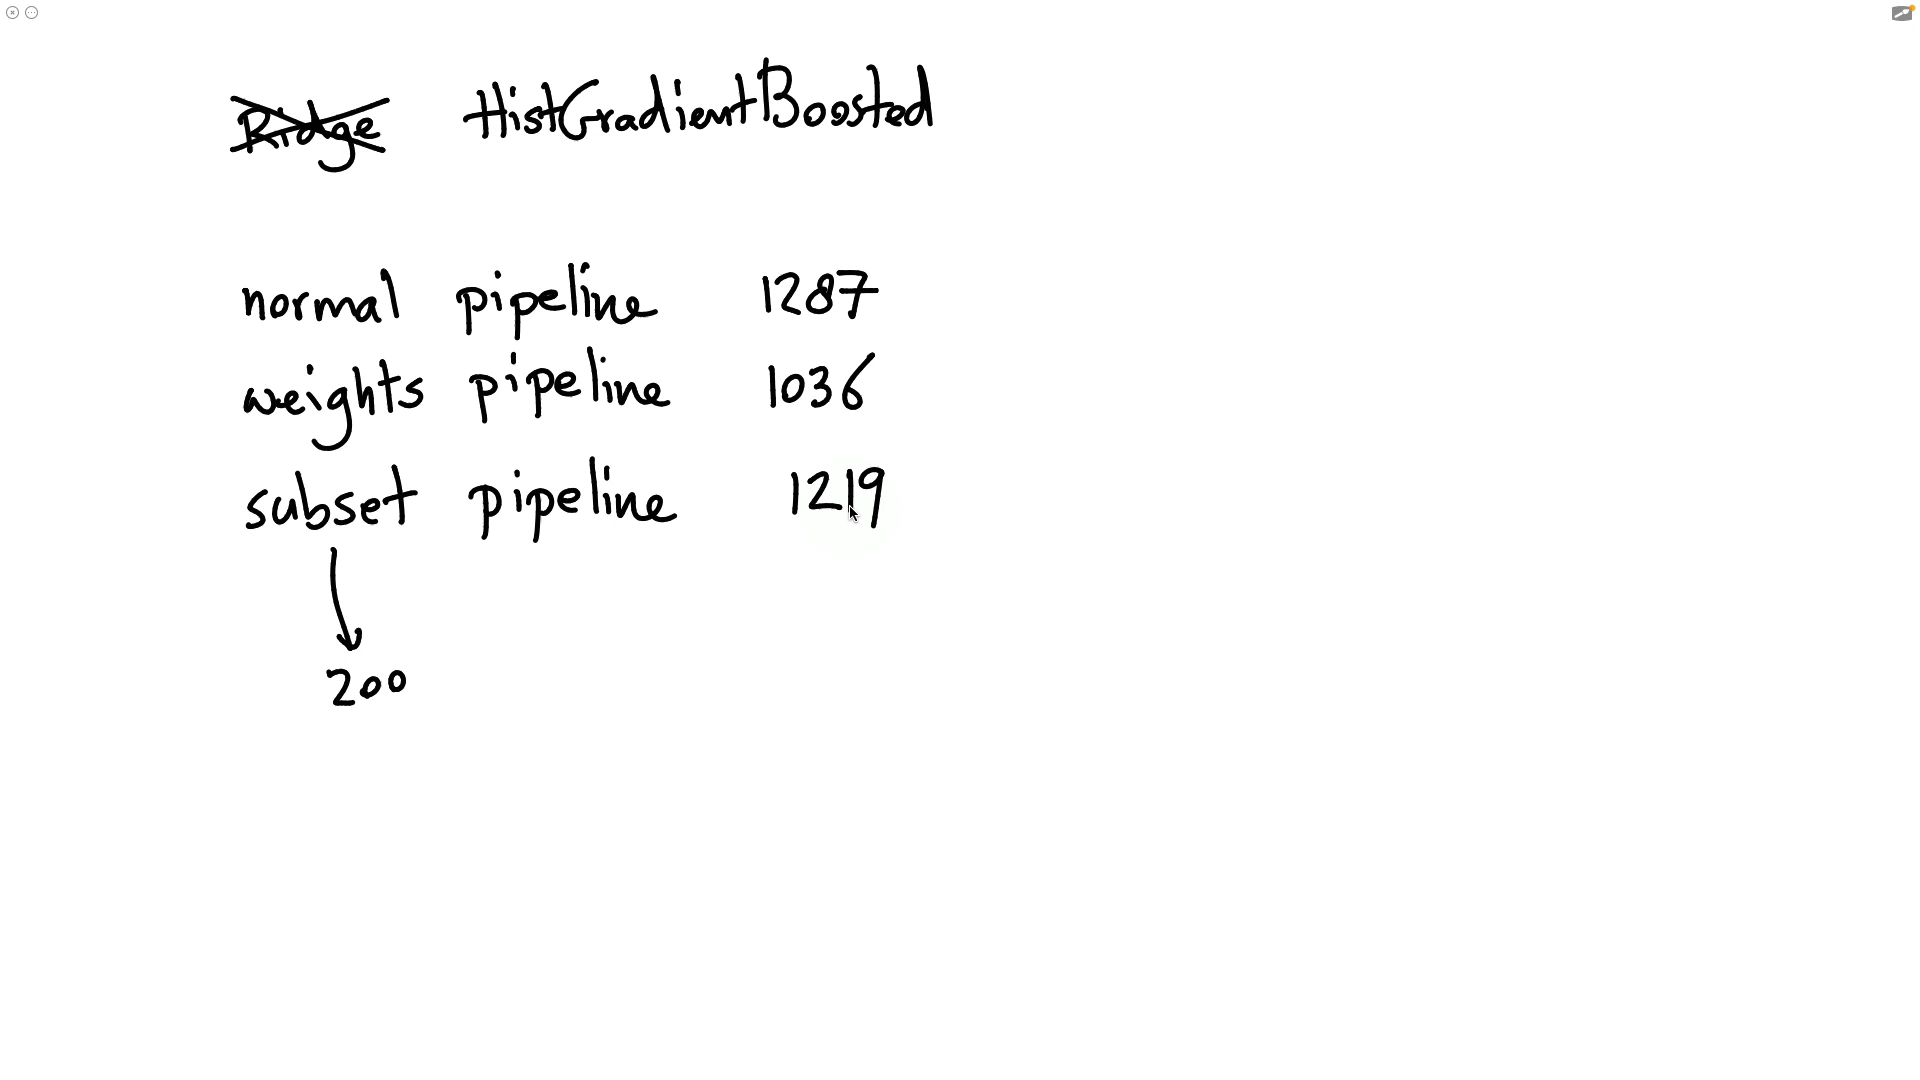 Ridge HistGradientBoosted
normal pipeline 1287
weights pipeline 1036
subset pipeline 1219
200